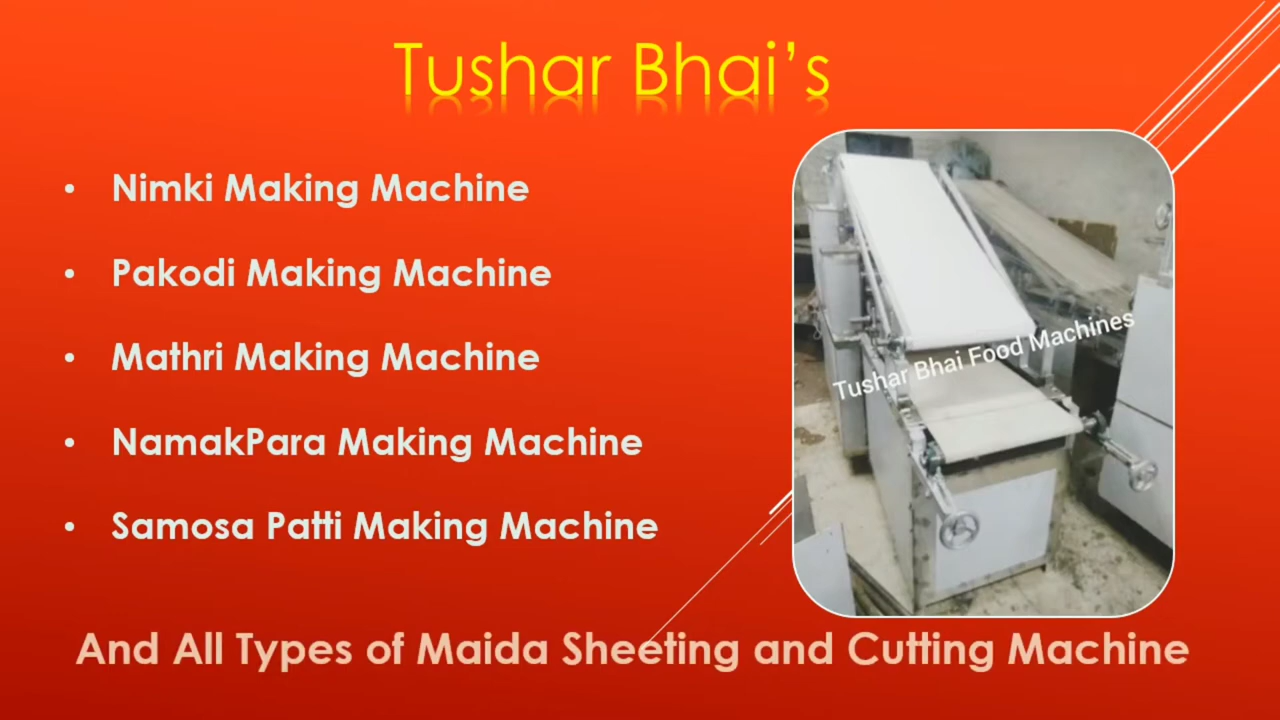 Tushar Bhai's
• Nimki Making Machine
• Pakodi Making Machine
• Mathri Making Machine
• NamakPara Making Machine
• Samosa Patti Making Machine
Tushar Bhai Food Machines
And All Types of Maida Sheeting and Cutting Machine